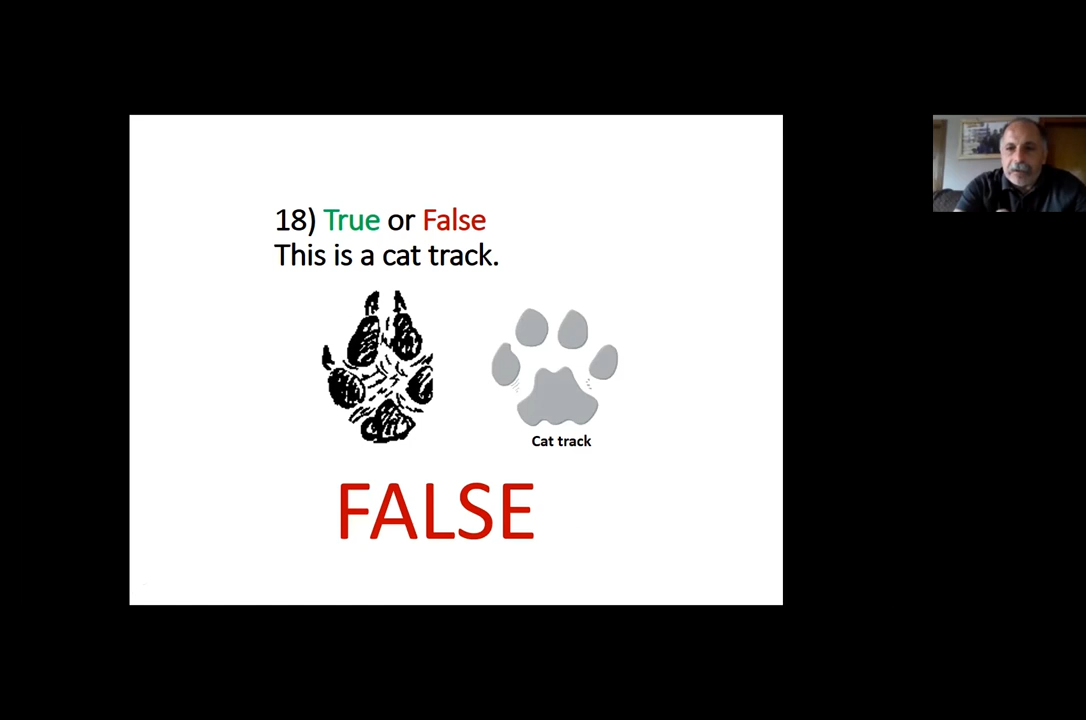 18) True or False
This is a cat track.
Cat track
FALSE